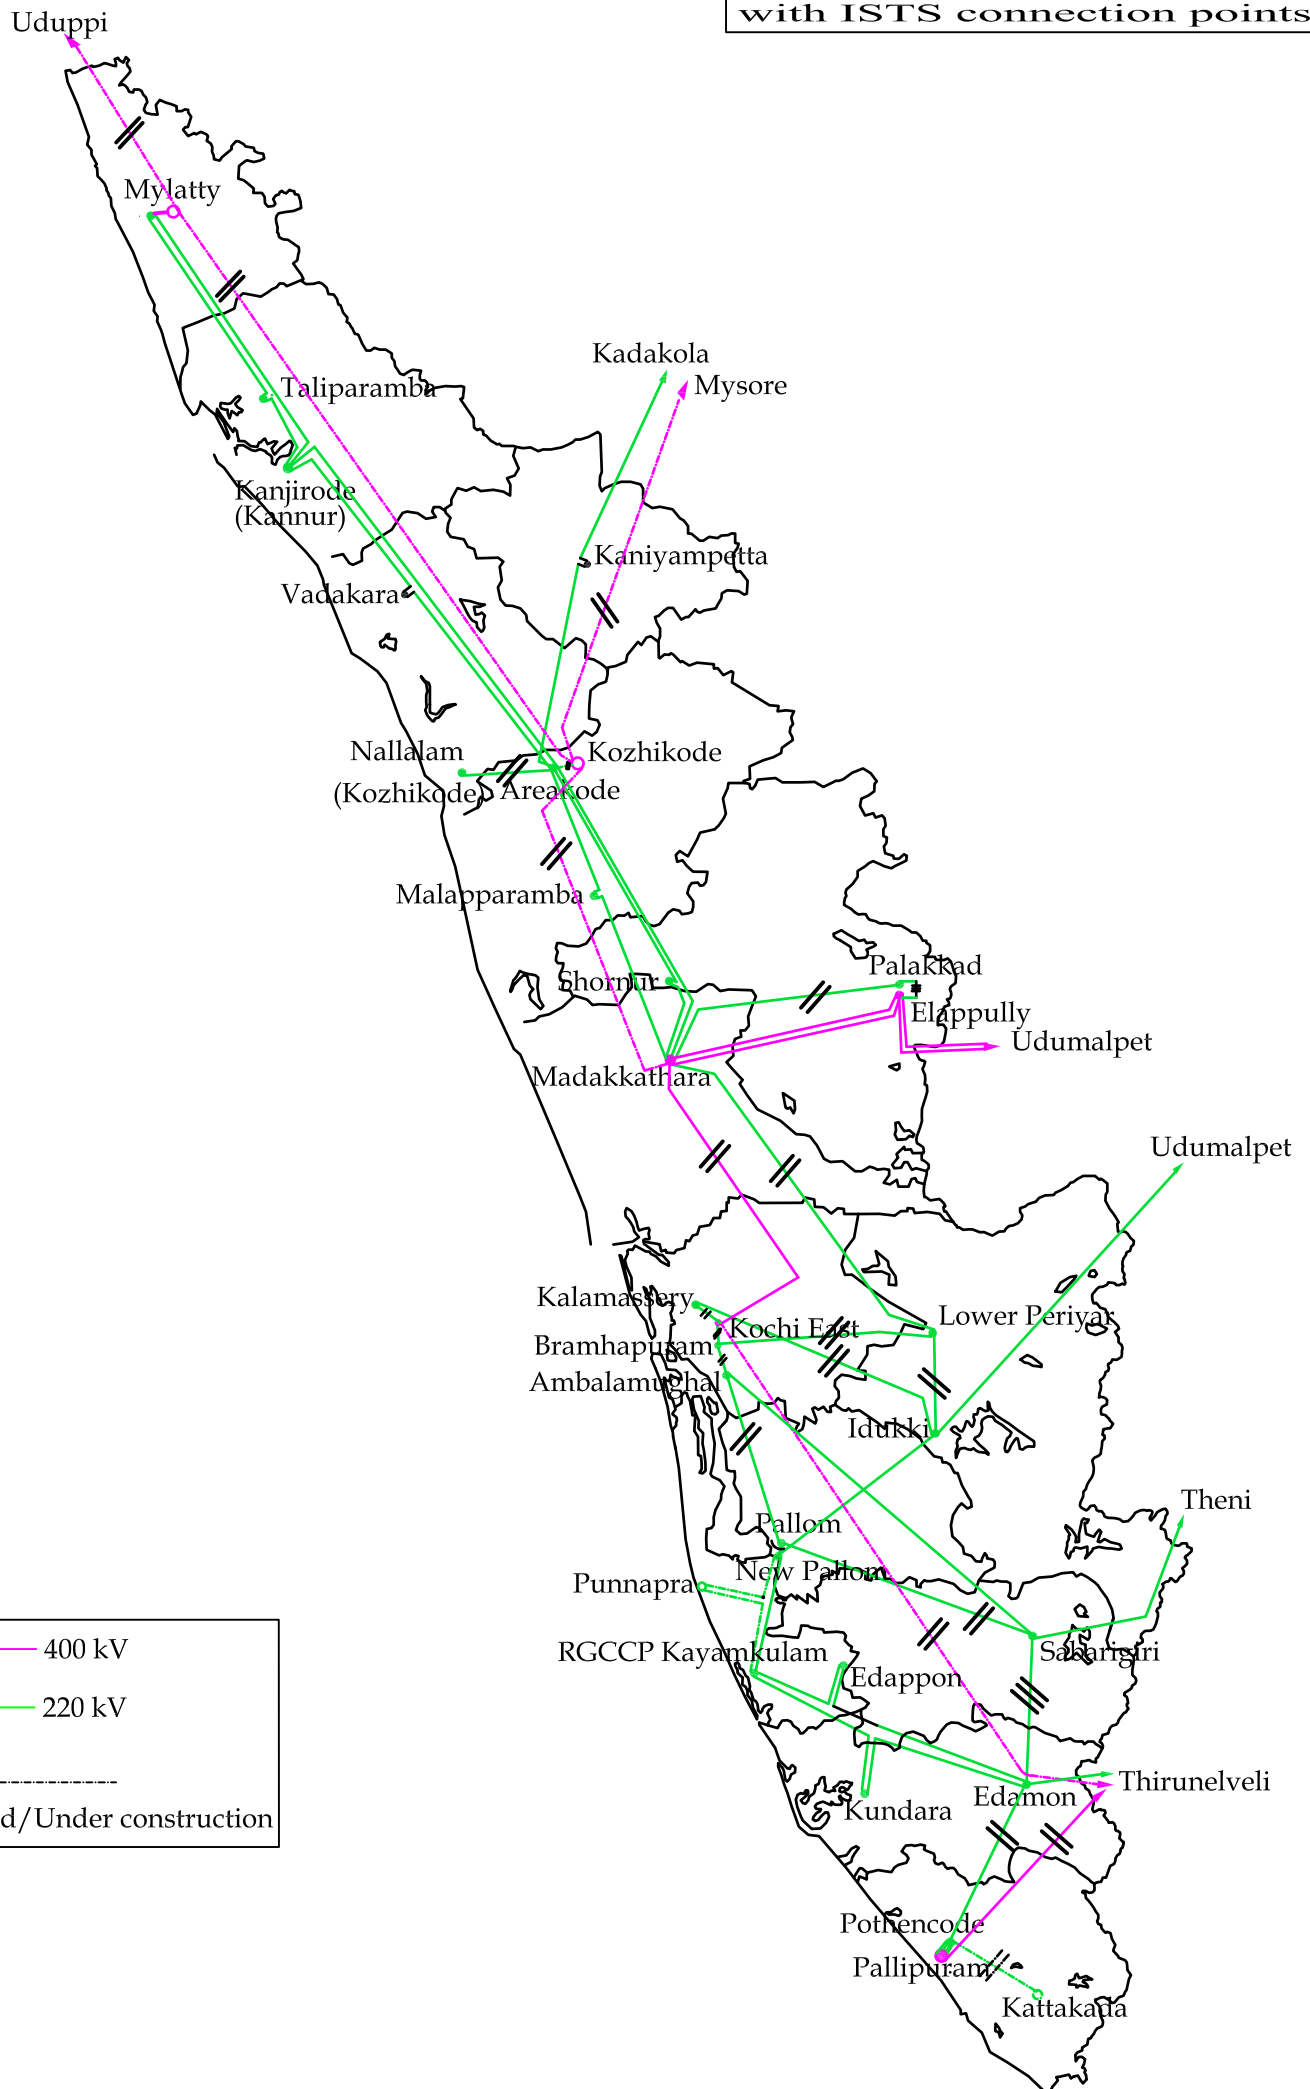 with ISTS connection points
Uduppi
Mylatty
Kadakola
Mysore
Taliparamba
Kanjirode
(Kannur)
Kaniyampetta
Vadakara
Nallalam
(Kozhikode)
Kozhikode
Areakode
Malapparamba
Shornur
Palakkad
Elappully
Udumalpet
Madakkathara
Udumalpet
Kalamassery
Kochi East
Lower Periyar
Bramhapuram
Ambalamughal
Idukki
Theni
Pallom
New Pallom
Punnapra
RGCCP Kayamkulam
Sabarigiri
Edappon
400 kV
220 kV
d/Under construction
Thirunelveli
Edamon
Kundara
Pothencode
Pallipuram
Kattakada